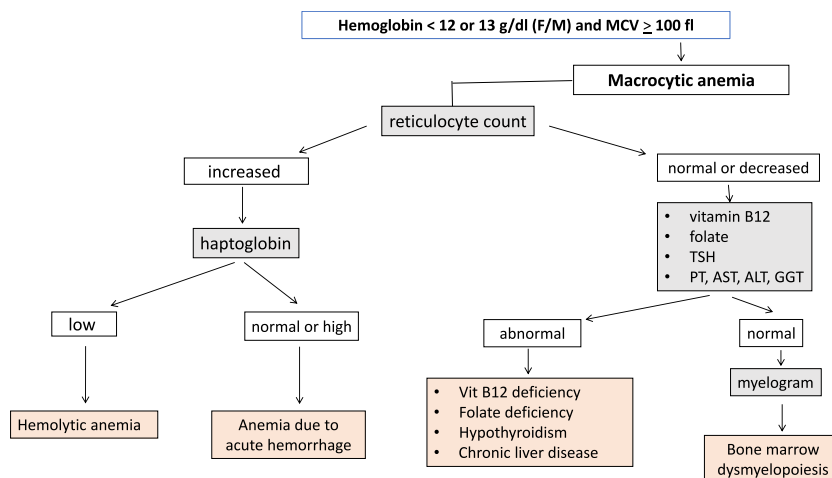 Hemoglobin < 12 or 13 g/dl (F/M) and MCV ≥ 100 fl
Macrocytic anemia
reticulocyte count
increased
normal or decreased
haptoglobin
• vitamin B12
• folate
• TSH
• PT, AST, ALT, GGT
low
normal or high
abnormal
normal
myelogram
Hemolytic anemia
Anemia due to
acute hemorrhage
• Vit B12 deficiency
• Folate deficiency
• Hypothyroidism
• Chronic liver disease
Bone marrow
dysmyelopoiesis